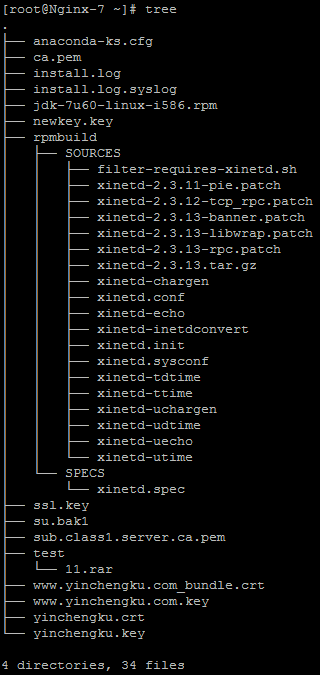 [root@Nginx-7 ~]# tree
.
├── anaconda-ks.cfg
├── ca.pem
├── install.log
├── install.log.syslog
├── jdk-7u60-linux-i586.rpm
├── newkey.key
├── rpmbuild
│   ├── SOURCES
│   │   ├── filter-requires-xinetd.sh
│   │   ├── xinetd-2.3.11-pie.patch
│   │   ├── xinetd-2.3.12-tcp_rpc.patch
│   │   ├── xinetd-2.3.13-banner.patch
│   │   ├── xinetd-2.3.13-libwrap.patch
│   │   ├── xinetd-2.3.13-rpc.patch
│   │   ├── xinetd-2.3.13.tar.gz
│   │   ├── xinetd-chargen
│   │   ├── xinetd.conf
│   │   ├── xinetd-echo
│   │   ├── xinetd-inetdconvert
│   │   ├── xinetd.init
│   │   ├── xinetd.sysconf
│   │   ├── xinetd-tdtime
│   │   ├── xinetd-ttime
│   │   ├── xinetd-uchargen
│   │   ├── xinetd-udtime
│   │   ├── xinetd-uecho
│   │   └── xinetd-utime
│   └── SPECS
│       └── xinetd.spec
├── ssl.key
├── su.bak1
├── sub.class1.server.ca.pem
├── test
│   └── 11.rar
├── www.yinchengku.com_bundle.crt
├── www.yinchengku.com.key
├── yinchengku.crt
└── yinchengku.key
4 directories, 34 files